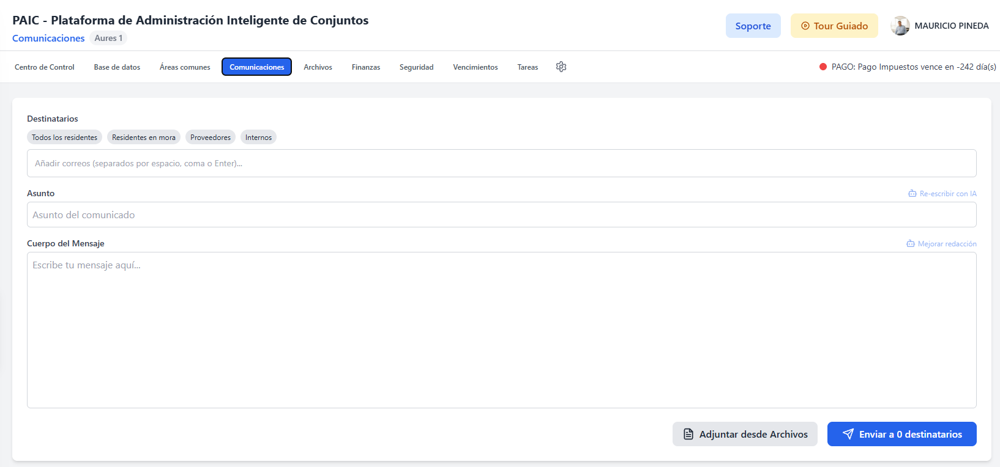 PAIC - Plataforma de Administración Inteligente de Conjuntos
Comunicaciones Aures 1
Soporte
Tour Guiado
MAURICIO PINEDA
Centro de Control
Base de datos
Áreas comunes
Comunicaciones
Archivos
Finanzas
Seguridad
Vencimientos
Tareas
PAGO: Pago Impuestos vence en -242 día(s)
Destinatarios
Todos los residentes
Residentes en mora
Proveedores
Internos
Añadir correos (separados por espacio, coma o Enter)...
Asunto
Re-escribir con IA
Asunto del comunicado
Cuerpo del Mensaje
Mejorar redacción
Escribe tu mensaje aquí...
Adjuntar desde Archivos
Enviar a 0 destinatarios